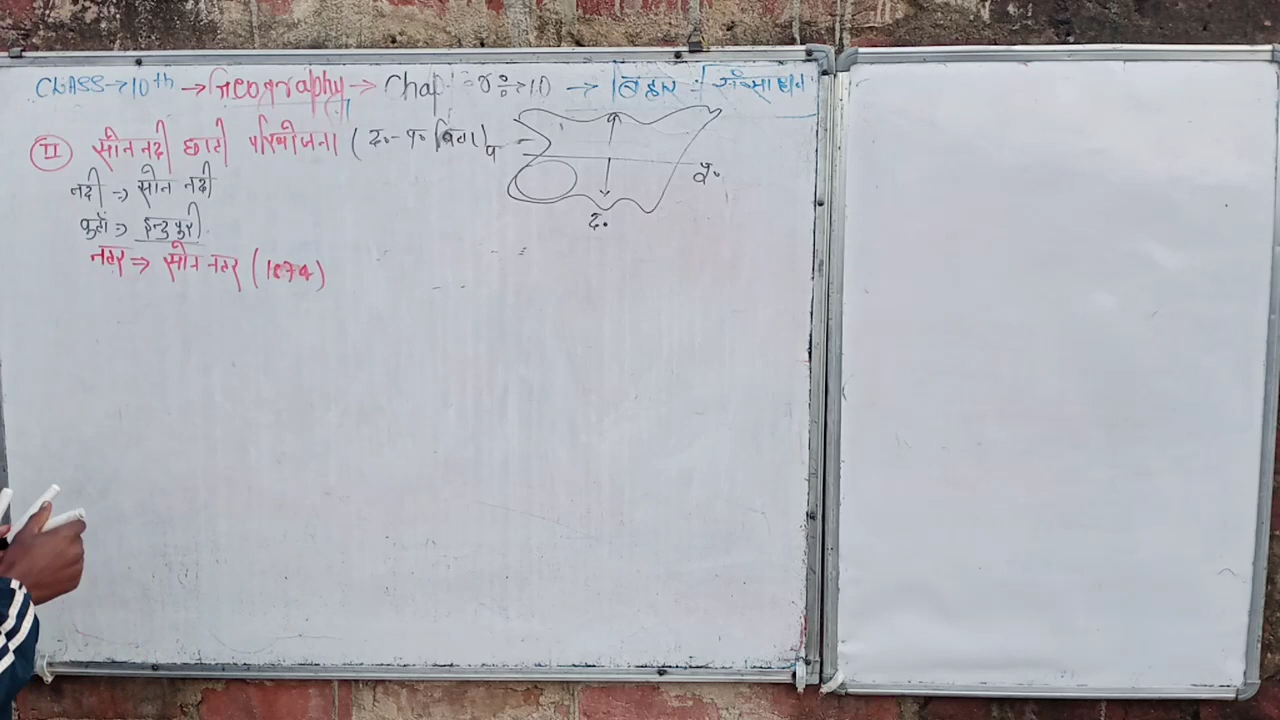 CLASS → 10th → Geography → Chap → बिहार : संसाधन
II सोन नदी घाटी परियोजना (द०-प० बिहार)
प
पू०
द०
नदी ⇒ सोन नदी
कहाँ ⇒ इन्द्रपुरी
नहर ⇒ सोन नहर (1874)